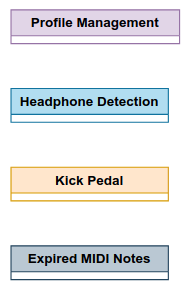 Profile Management
Headphone Detection
Kick Pedal
Expired MIDI Notes